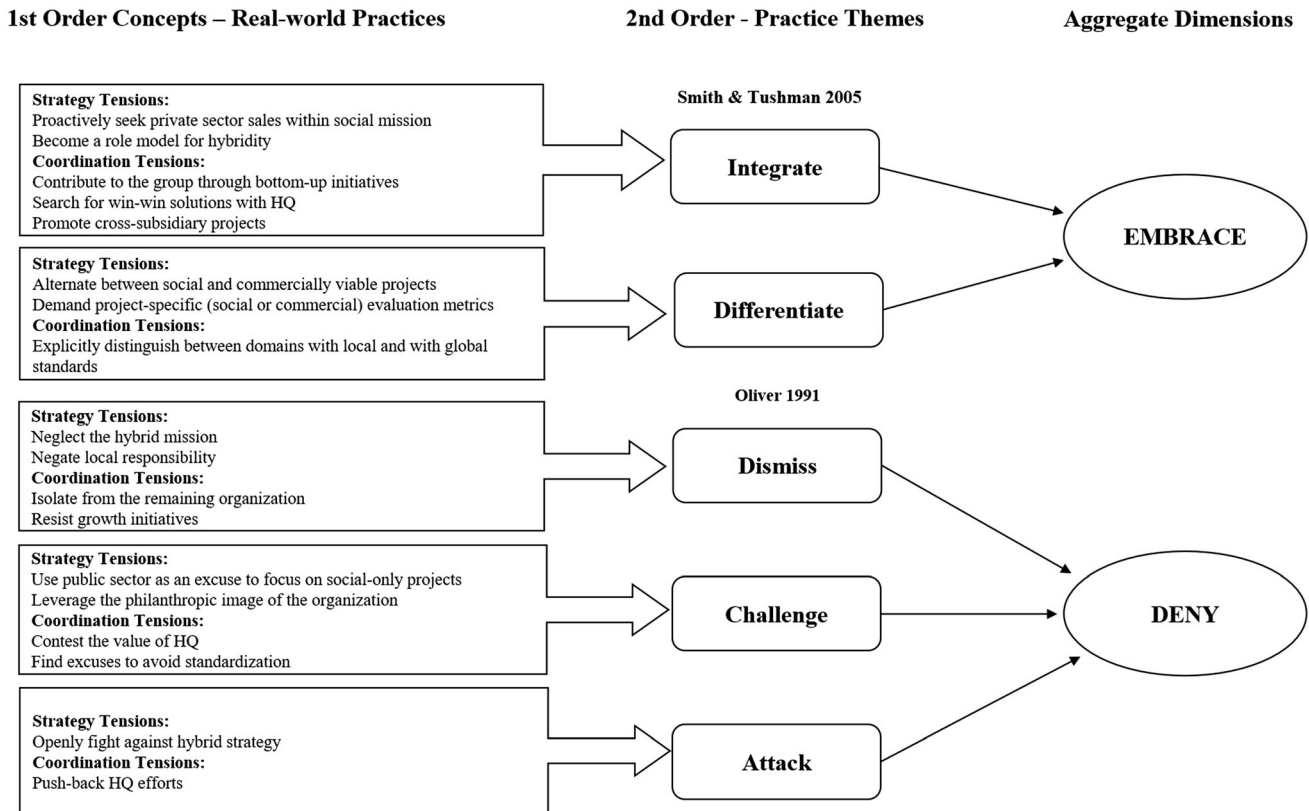 1st Order Concepts – Real-world Practices
2nd Order - Practice Themes
Aggregate Dimensions
Strategy Tensions:
Proactively seek private sector sales within social mission
Become a role model for hybridity
Coordination Tensions:
Contribute to the group through bottom-up initiatives
Search for win-win solutions with HQ
Promote cross-subsidiary projects
Smith & Tushman 2005
Integrate
EMBRACE
Strategy Tensions:
Alternate between social and commercially viable projects
Demand project-specific (social or commercial) evaluation metrics
Coordination Tensions:
Explicitly distinguish between domains with local and with global
standards
Differentiate
Oliver 1991
Strategy Tensions:
Neglect the hybrid mission
Negate local responsibility
Coordination Tensions:
Isolate from the remaining organization
Resist growth initiatives
Dismiss
Strategy Tensions:
Use public sector as an excuse to focus on social-only projects
Leverage the philanthropic image of the organization
Coordination Tensions:
Contest the value of HQ
Find excuses to avoid standardization
Challenge
DENY
Strategy Tensions:
Openly fight against hybrid strategy
Coordination Tensions:
Push-back HQ efforts
Attack